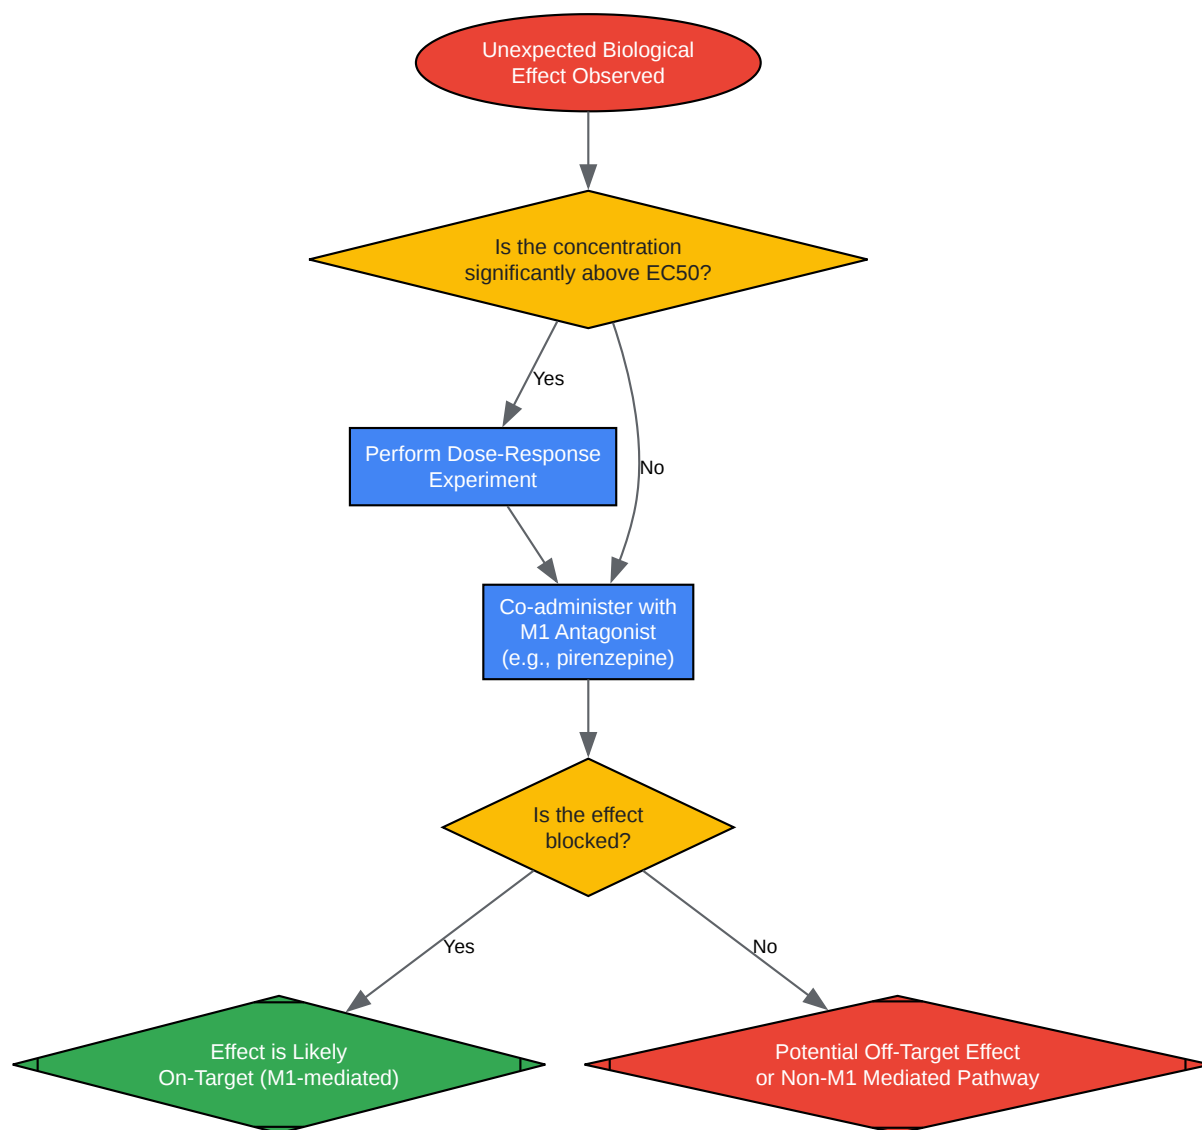 Unexpected Biological
Effect Observed
Is the concentration
significantly above EC50?
Yes
Perform Dose-Response
Experiment
No
Co-administer with
M1 Antagonist
(e.g., pirenzepine)
Is the effect
blocked?
Yes
No
Effect is Likely
On-Target (M1-mediated)
Potential Off-Target Effect
or Non-M1 Mediated Pathway